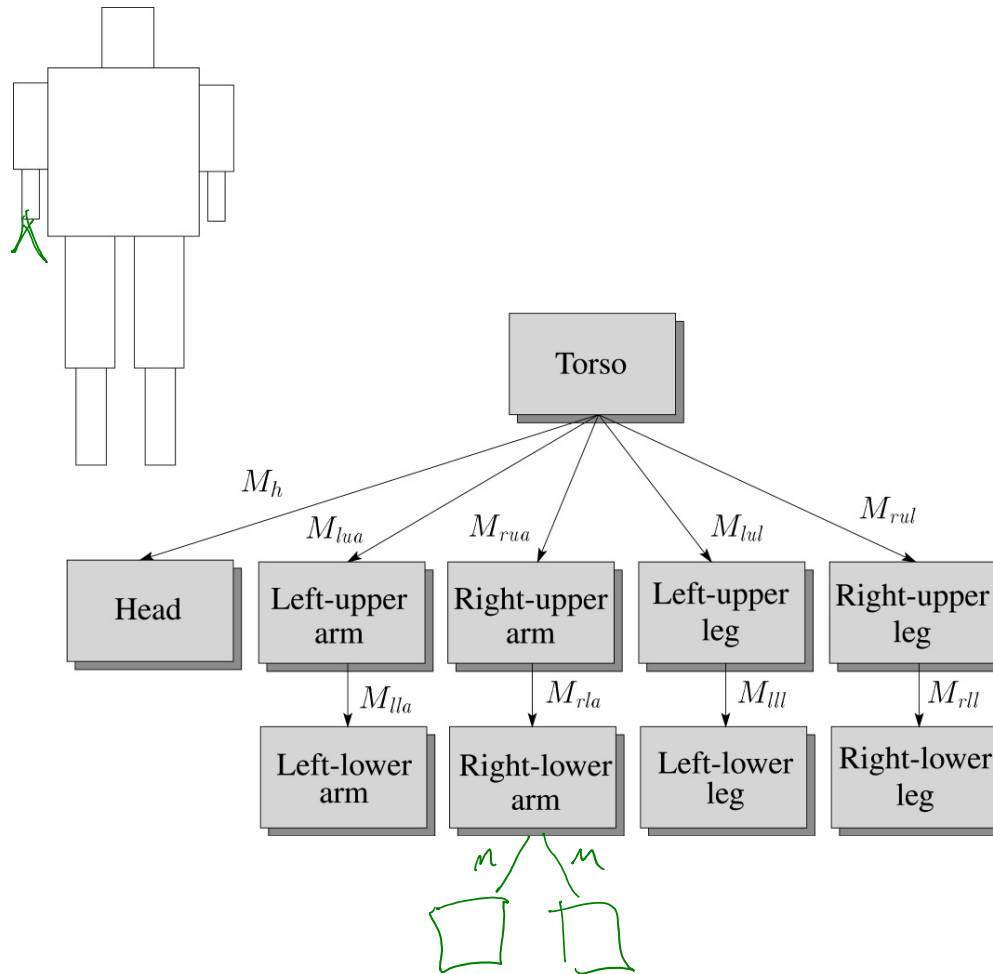 Torso
M_h
M_lua
M_rua
M_lul
M_rul
Head
Left-upper
arm
Right-upper
arm
Left-upper
leg
Right-upper
leg
M_lla
M_rla
M_lll
M_rll
Left-lower
arm
Right-lower
arm
Left-lower
leg
Right-lower
leg
M M